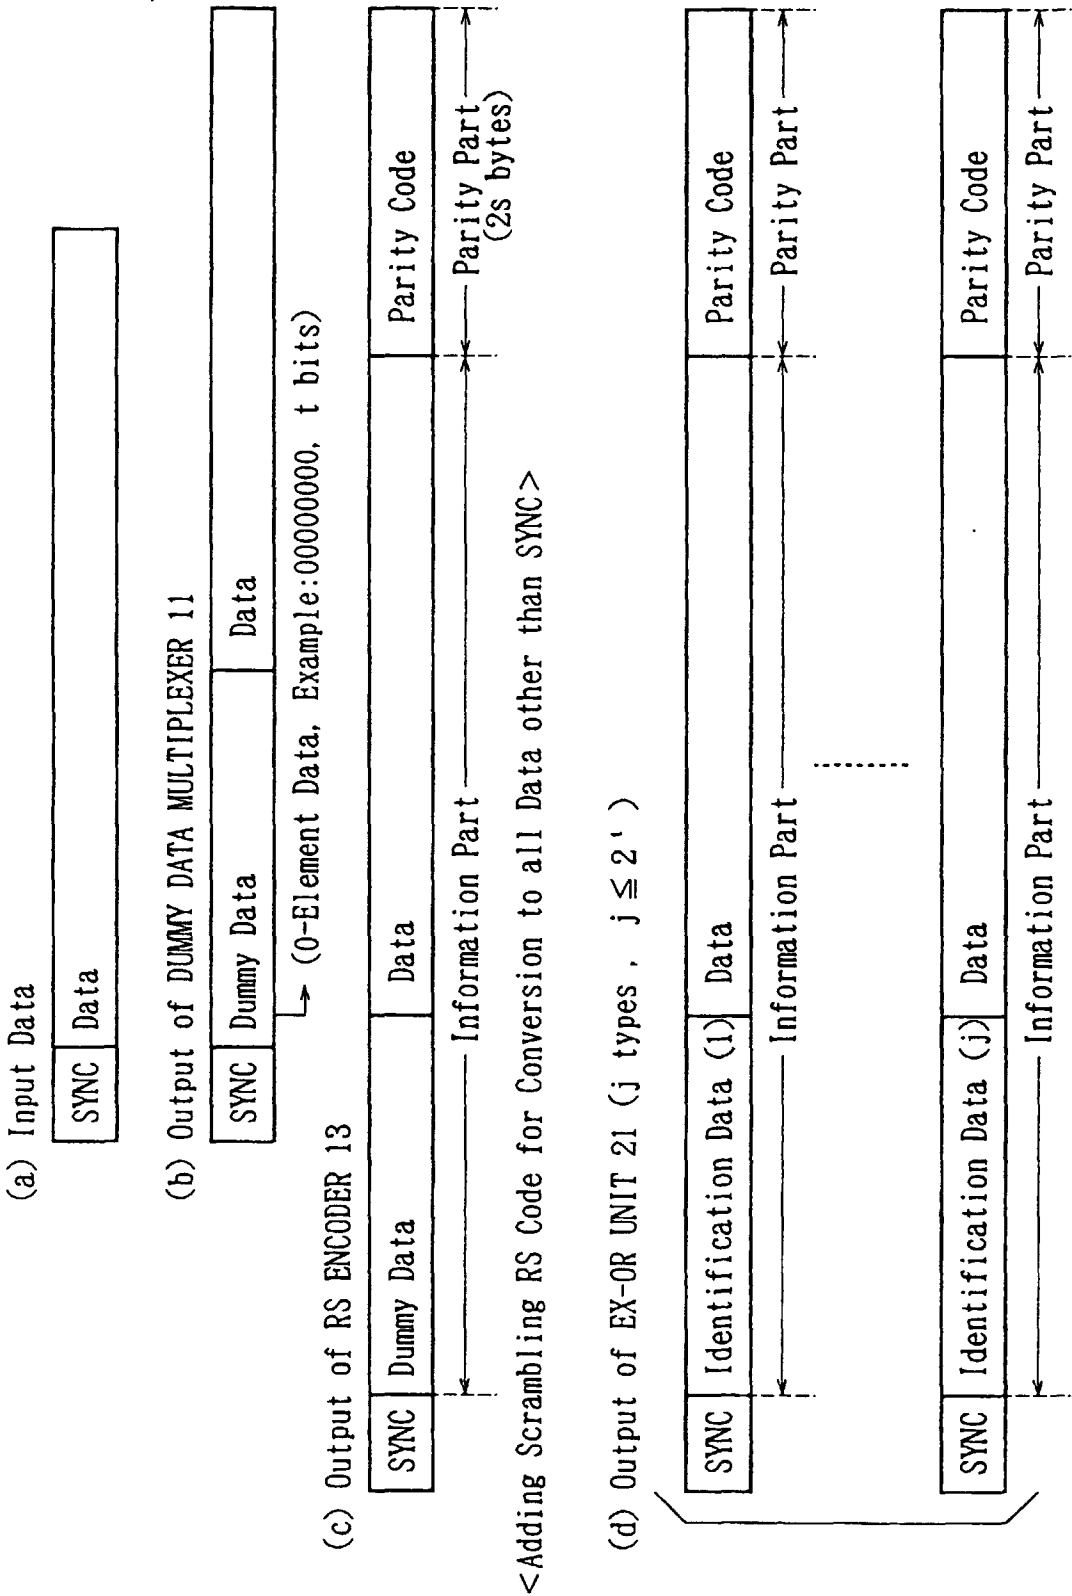 (a) Input Data
SYNC Data
(b) Output of DUMMY DATA MULTIPLEXER 11
SYNC Dummy Data Data
(0-Element Data, Example:00000000, t bits)
(c) Output of RS ENCODER 13
SYNC Dummy Data Data Parity Code
Information Part Parity Part
(2s bytes)
<Adding Scrambling RS Code for Conversion to all Data other than SYNC>
(d) Output of EX-OR UNIT 21 (j types, j ≦ 2ᵗ)
SYNC Identification Data (1) Data Parity Code
Information Part Parity Part
SYNC Identification Data (j) Data Parity Code
Information Part Parity Part